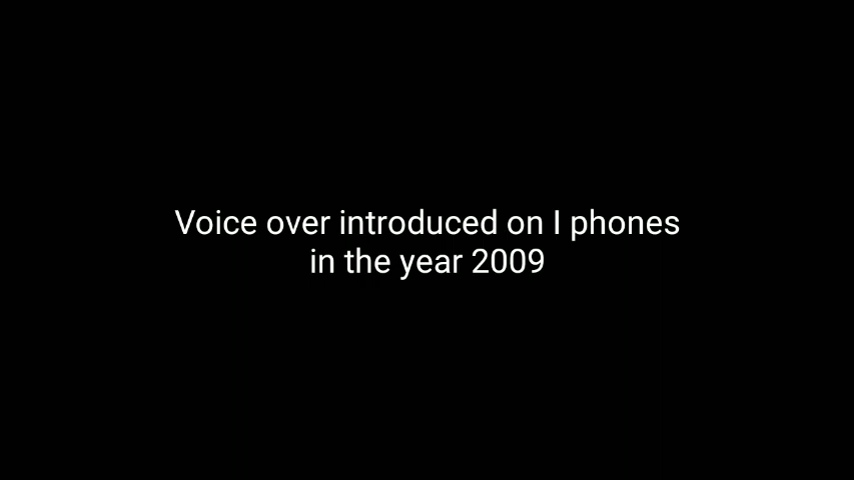 Voice over introduced on I phones
in the year 2009